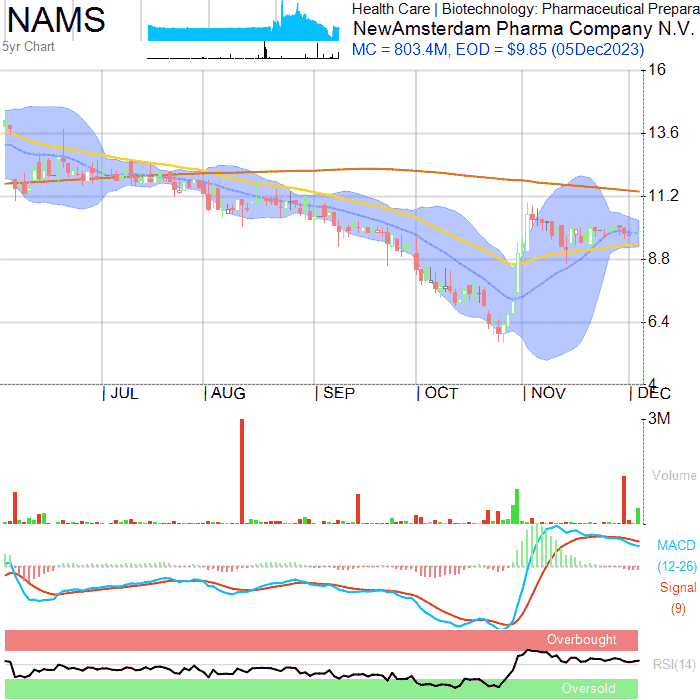 NAMS
Health Care | Biotechnology: Pharmaceutical Prepara
5yr Chart
NewAmsterdam Pharma Company N.V.
MC = 803.4M, EOD = $9.85 (05Dec2023)
16
13.6
11.2
8.8
6.4
4
JUL AUG SEP OCT NOV DEC
3M
Volume
MACD
(12-26)
Signal
(9)
Overbought
RSI(14)
Oversold